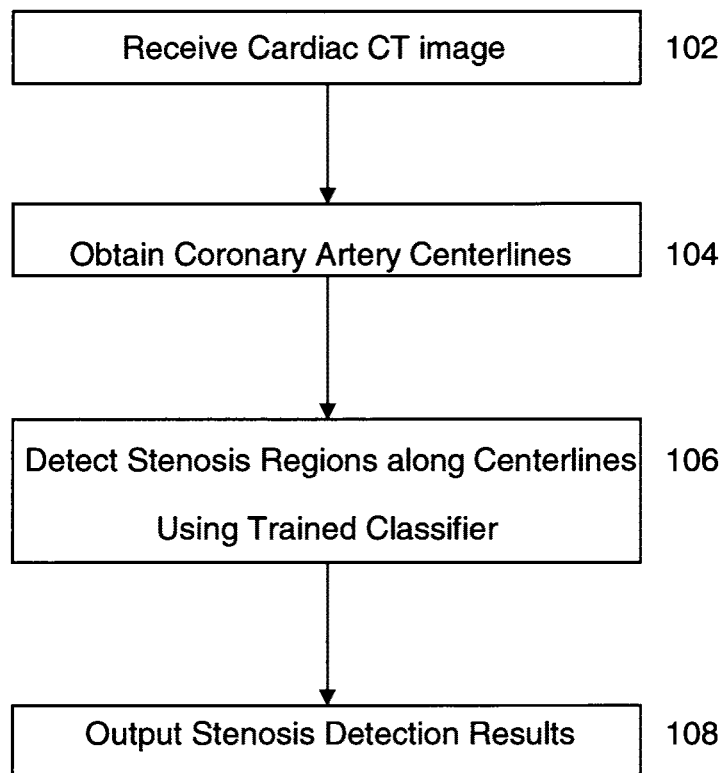 Receive Cardiac CT image 102
Obtain Coronary Artery Centerlines 104
Detect Stenosis Regions along Centerlines 106
Using Trained Classifier
Output Stenosis Detection Results 108